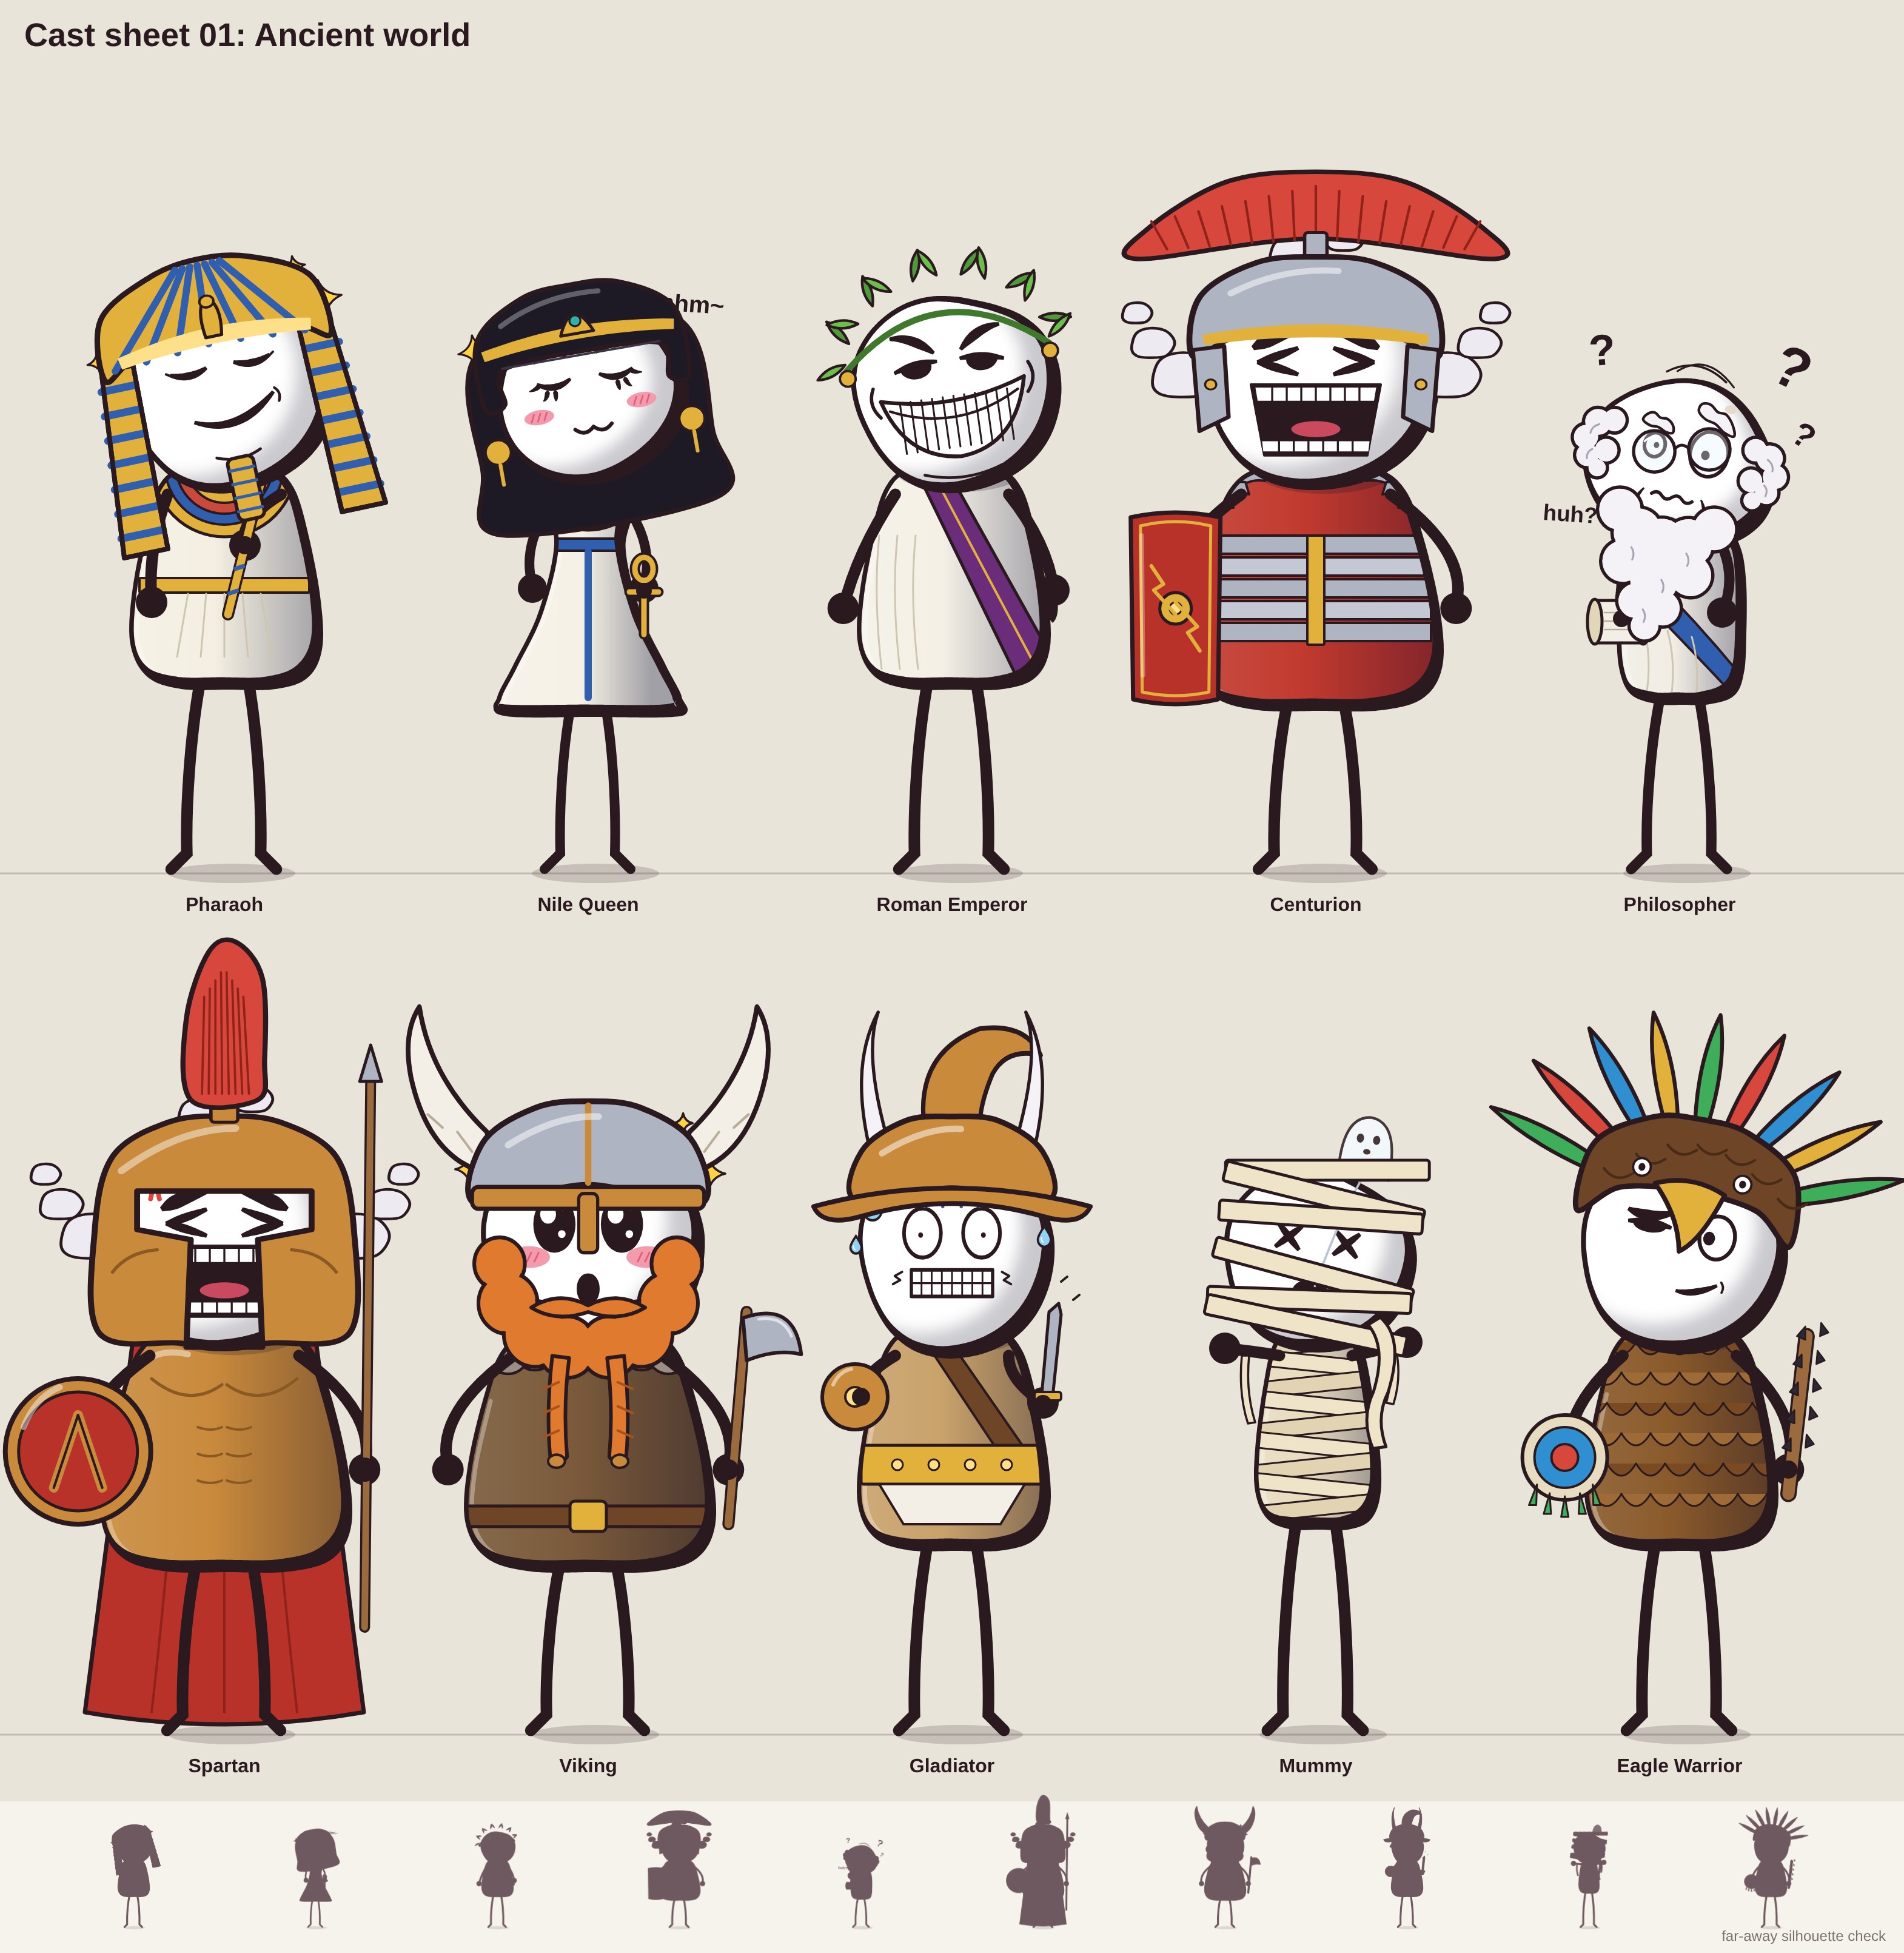 Cast sheet 01: Ancient world
hm~
?
?
?
huh?
Pharaoh
Nile Queen
Roman Emperor
Centurion
Philosopher
Spartan
Viking
Gladiator
Mummy
Eagle Warrior
far-away silhouette check